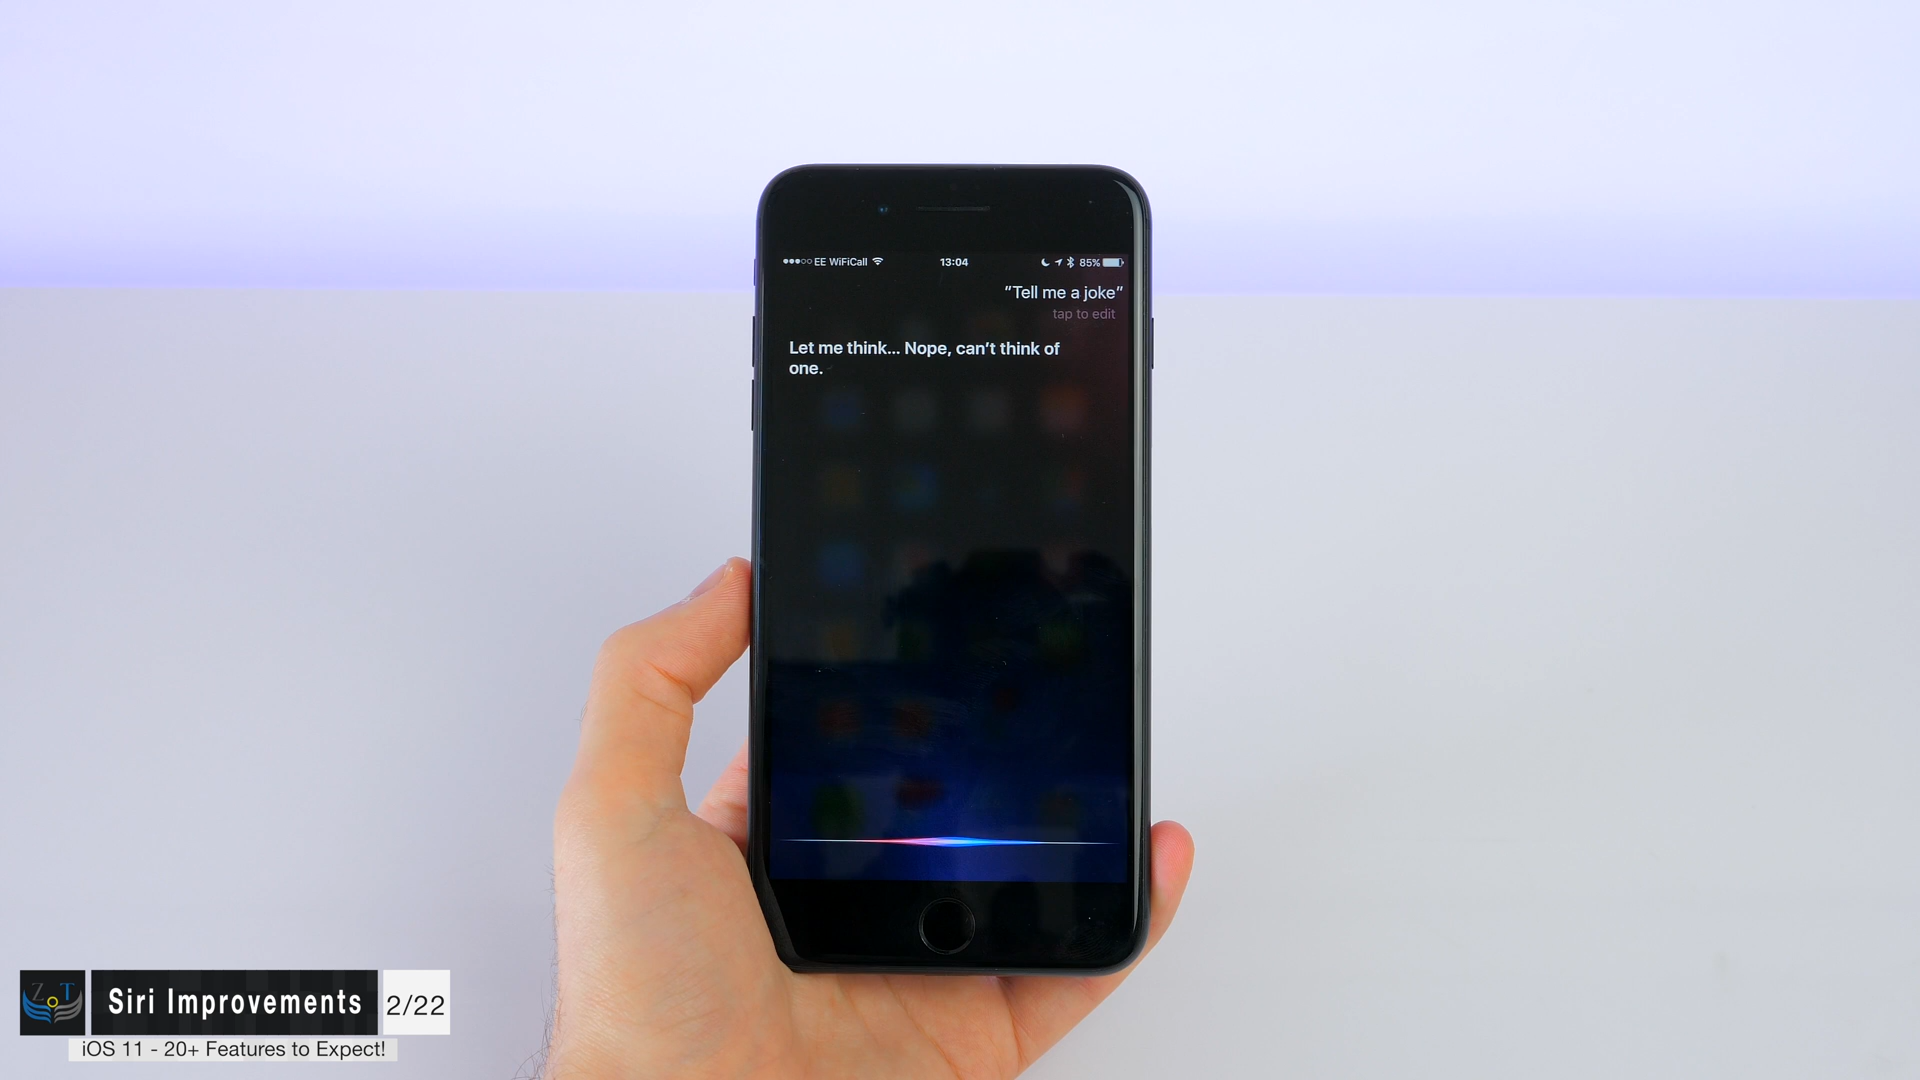 EE WiFiCall
13:04
85%
“Tell me a joke”
tap to edit
Let me think... Nope, can’t think of
one.
ZoT
Siri Improvements
2/22
iOS 11 - 20+ Features to Expect!